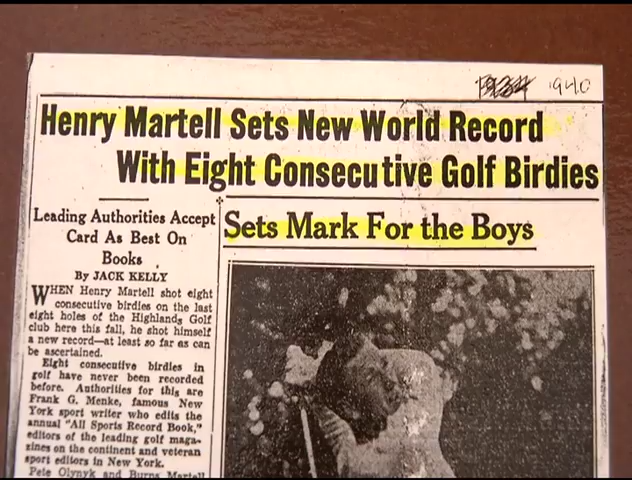 1940
Henry Martell Sets New World Record
With Eight Consecutive Golf Birdies
Leading Authorities Accept
Card As Best On
Books
By JACK KELLY
WHEN Henry Martell shot eight
consecutive birdies on the last
eight holes of the Highlands Golf
club here this fall, he shot himself
a new record—at least so far as can
be ascertained.
Eight consecutive birdies in
golf have never been recorded
before. Authorities for this are
Frank G. Menke, famous New
York sport writer who edits the
annual "All Sports Record Book,"
editors of the leading golf maga-
zines on the continent and veteran
sport editors in New York.
Pete Olynyk and Burns Martell
Sets Mark For the Boys